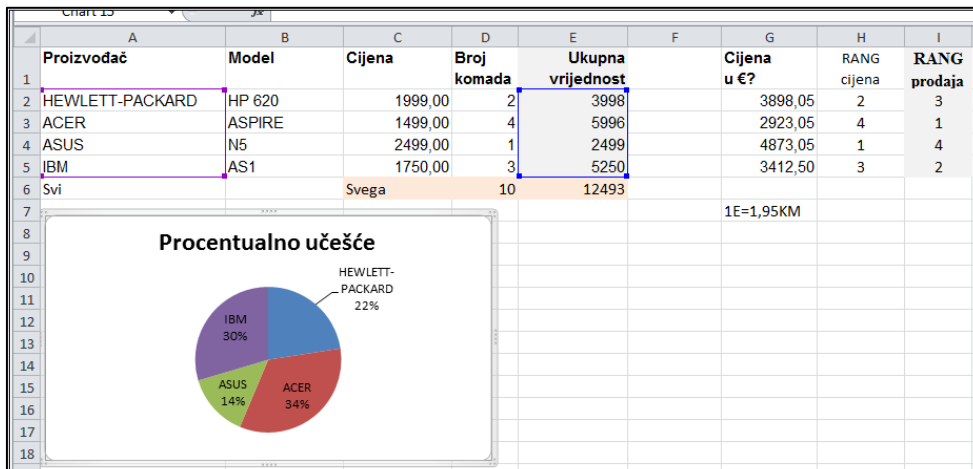 Chart 15 fx
A B C D E F G H I
Proizvođač Model Cijena Broj Ukupna Cijena RANG RANG
1 komada vrijednost u €? cijena prodaja
2 HEWLETT-PACKARD HP 620 1999,00 2 3998 3898,05 2 3
3 ACER ASPIRE 1499,00 4 5996 2923,05 4 1
4 ASUS N5 2499,00 1 2499 4873,05 1 4
5 IBM AS1 1750,00 3 5250 3412,50 3 2
6 Svi Svega 10 12493
7 1E=1,95KM
8
Procentualno učešće
9
10
HEWLETT-
PACKARD
22%
11
12
IBM
30%
13
14
15
ASUS
14%
ACER
34%
16
17
18